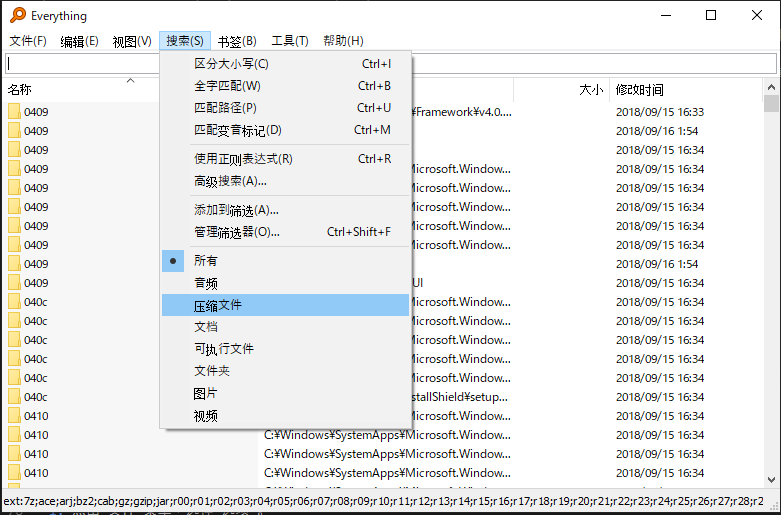 Everything
文件(F) 编辑(E) 视图(V) 搜索(S) 书签(B) 工具(T) 帮助(H)
名称 大小 修改时间
区分大小写(C) Ctrl+I
全字匹配(W) Ctrl+B
匹配路径(P) Ctrl+U
匹配变音标记(D) Ctrl+M
使用正则表达式(R) Ctrl+R
高级搜索(A)...
添加到筛选(A)...
管理筛选器(O)... Ctrl+Shift+F
所有
音频
压缩文件
文档
可执行文件
文件夹
图片
视频
0409 ¥Framework¥v4.0.... 2018/09/15 16:33
0409 2018/09/16 1:54
0409 2018/09/15 16:34
0409 Microsoft.Window... 2018/09/15 16:34
0409 Microsoft.Window... 2018/09/15 16:34
0409 Microsoft.Window... 2018/09/15 16:34
0409 Microsoft.Window... 2018/09/15 16:34
0409 Microsoft.Window... 2018/09/15 16:34
0409 2018/09/16 1:54
0409 UI 2018/09/15 16:34
040c Microsoft.Window... 2018/09/15 16:34
040c Microsoft.Window... 2018/09/15 16:34
040c Microsoft.Window... 2018/09/15 16:34
040c Microsoft.Window... 2018/09/15 16:34
040c Microsoft.Window... 2018/09/15 16:34
040c stallShield¥setup... 2018/09/15 16:34
0410 Microsoft.Window... 2018/09/15 16:34
0410 C:¥Windows¥SystemApps¥Microsoft.Window... 2018/09/15 16:34
0410 C:¥Windows¥SystemApps¥Microsoft.Window... 2018/09/15 16:34
0410 C:¥Windows¥SystemApps¥Microsoft.Window... 2018/09/15 16:34
ext:7z;ace;arj;bz2;cab;gz;gzip;jar;r00;r01;r02;r03;r04;r05;r06;r07;r08;r09;r10;r11;r12;r13;r14;r15;r16;r17;r18;r19;r20;r21;r22;r23;r24;r25;r26;r27;r28;r2